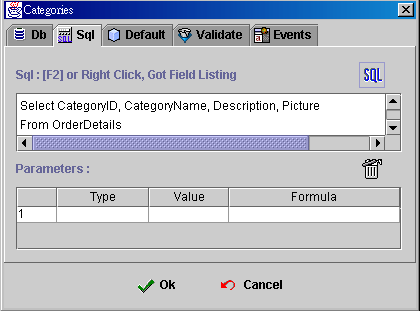 Categories
Db Sql Default Validate Events
Sql : [F2] or Right Click, Got Field Listing
SQL
Select CategoryID, CategoryName, Description, Picture
From OrderDetails
Parameters :
Type Value Formula
1
Ok Cancel